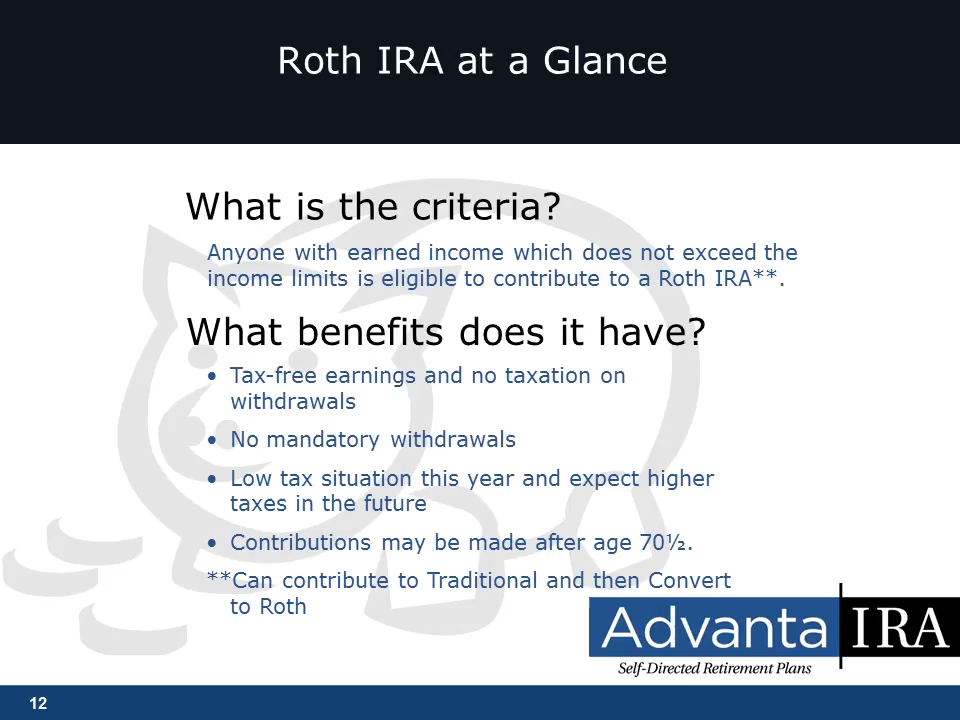 Roth IRA at a Glance
What is the criteria?
Anyone with earned income which does not exceed the
income limits is eligible to contribute to a Roth IRA**.
What benefits does it have?
• Tax-free earnings and no taxation on
withdrawals
• No mandatory withdrawals
• Low tax situation this year and expect higher
taxes in the future
• Contributions may be made after age 70½.
**Can contribute to Traditional and then Convert
to Roth
Advanta IRA
Self-Directed Retirement Plans
12